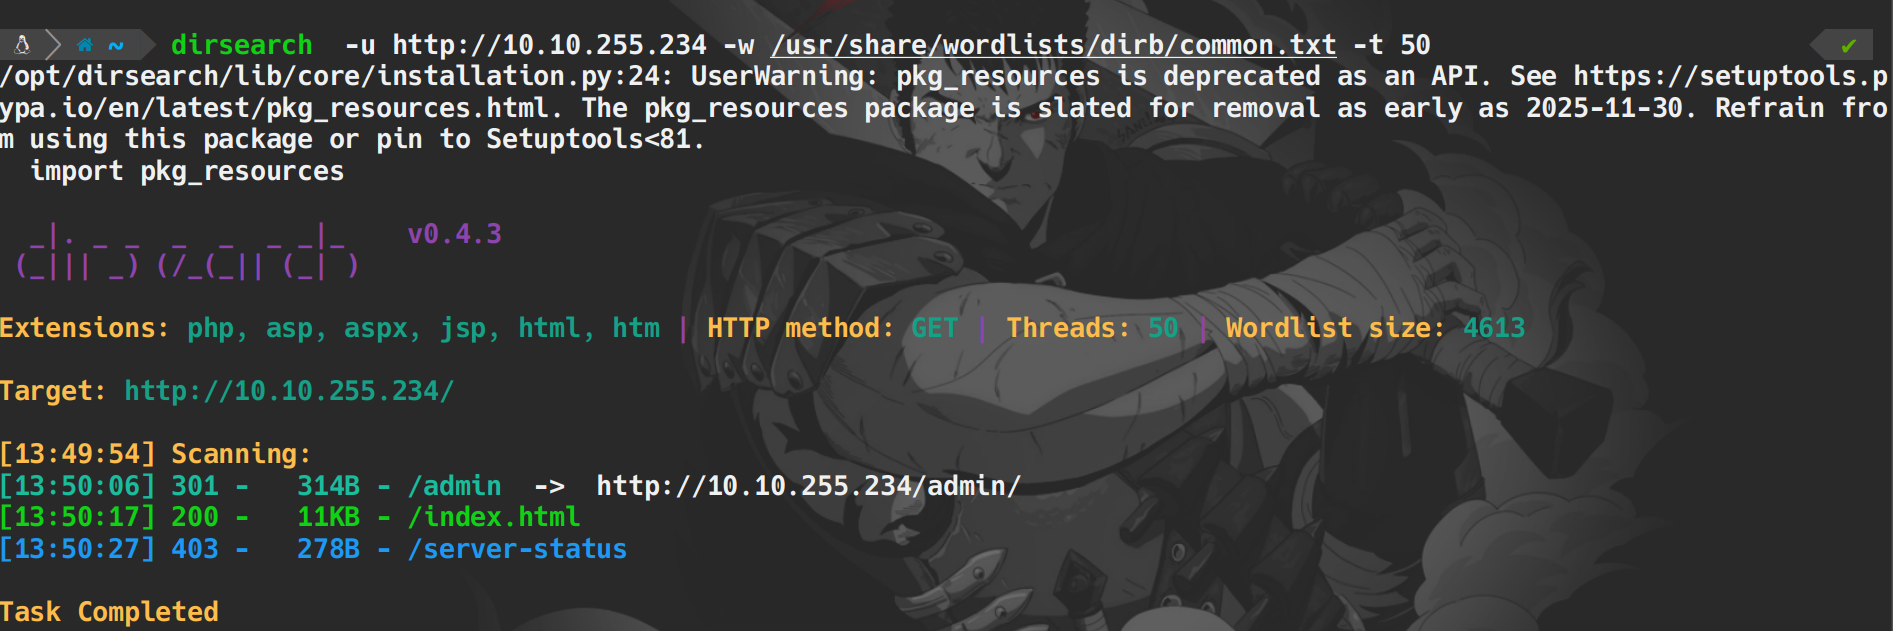 ~ dirsearch  -u http://10.10.255.234 -w /usr/share/wordlists/dirb/common.txt -t 50 ✔
/opt/dirsearch/lib/core/installation.py:24: UserWarning: pkg_resources is deprecated as an API. See https://setuptools.p
ypa.io/en/latest/pkg_resources.html. The pkg_resources package is slated for removal as early as 2025-11-30. Refrain fro
m using this package or pin to Setuptools<81.
  import pkg_resources
  _|. _ _  _  _  _ _|_    v0.4.3
 (_||| _) (/_(_|| (_| )
Extensions: php, asp, aspx, jsp, html, htm | HTTP method: GET | Threads: 50 | Wordlist size: 4613
Target: http://10.10.255.234/
[13:49:54] Scanning:
[13:50:06] 301 -   314B - /admin  ->  http://10.10.255.234/admin/
[13:50:17] 200 -   11KB - /index.html
[13:50:27] 403 -   278B - /server-status
Task Completed